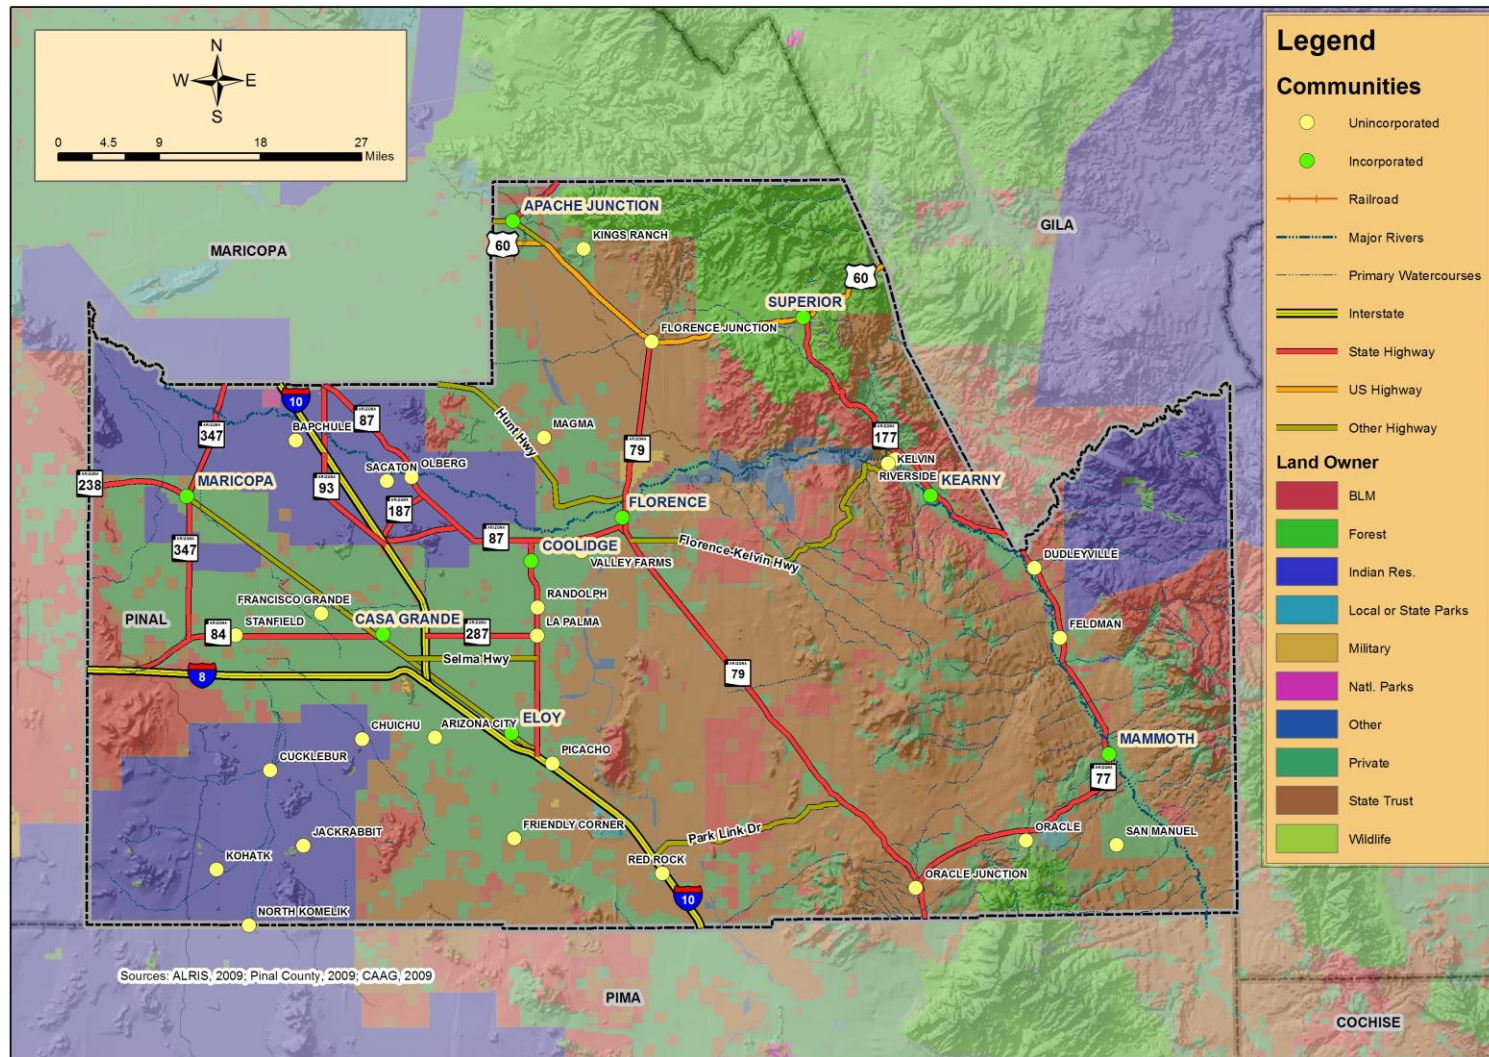 N
W E
S
0 4.5 9 18 27
Miles
Legend
Communities
Unincorporated
Incorporated
Railroad
Major Rivers
Primary Watercourses
Interstate
State Highway
US Highway
Other Highway
Land Owner
BLM
Forest
Indian Res.
Local or State Parks
Military
Natl. Parks
Other
Private
State Trust
Wildlife
MARICOPA
GILA
APACHE JUNCTION
60
KINGS RANCH
60
SUPERIOR
FLORENCE JUNCTION
10
87
347
BAPCHULE
Hunt Hwy
MAGMA
79
177
KELVIN
SACATON
OLBERG
238
MARICOPA
93
187
RIVERSIDE
KEARNY
FLORENCE
347
87
COOLIDGE
Florence-Kelvin Hwy
VALLEY FARMS
DUDLEYVILLE
FRANCISCO GRANDE
RANDOLPH
PINAL
84
STANFIELD
CASA GRANDE
287
LA PALMA
FELDMAN
Selma Hwy
8
79
CHUICHU
ARIZONA CITY
ELOY
MAMMOTH
CUCKLEBUR
PICACHO
77
JACKRABBIT
FRIENDLY CORNER
Park Link Dr
ORACLE
SAN MANUEL
KOHATK
RED ROCK
ORACLE JUNCTION
10
NORTH KOMELIK
Sources: ALRIS, 2009; Pinal County, 2009; CAAG, 2009
PIMA
COCHISE